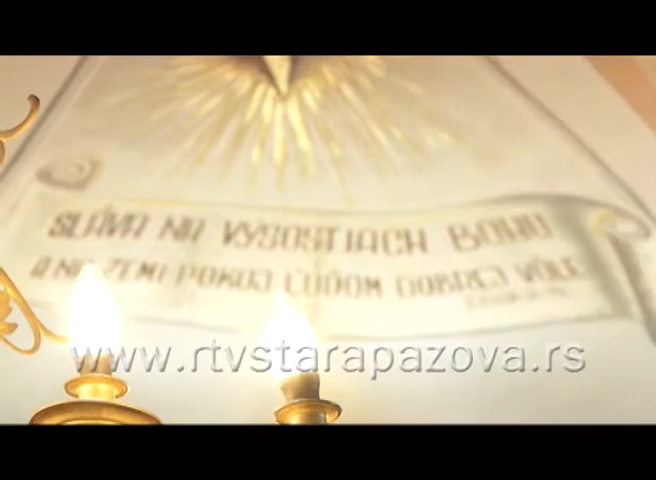 SLÁVA NA VÝSOSTIACH BOHU
A NA ZEMI POKOJ ĽUĎOM DOBREJ VÔLE
www.rtvstarapazova.rs